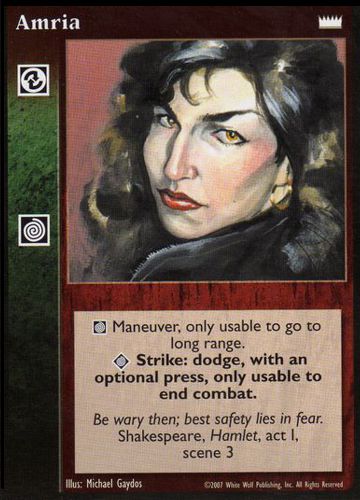 Amria
Maneuver, only usable to go to
long range.
Strike: dodge, with an
optional press, only usable to
end combat.
Be wary then; best safety lies in fear.
Shakespeare, Hamlet, act I,
scene 3
Illus: Michael Gaydos
©2007 White Wolf Publishing, Inc. All Rights Reserved